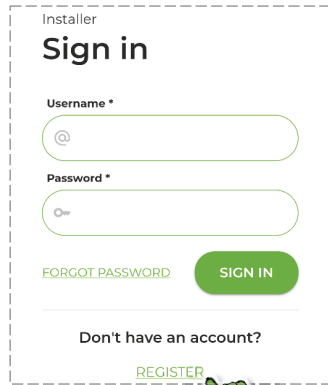 Installer
Sign in
Username *
@
Password *
FORGOT PASSWORD
SIGN IN
Don't have an account?
REGISTER